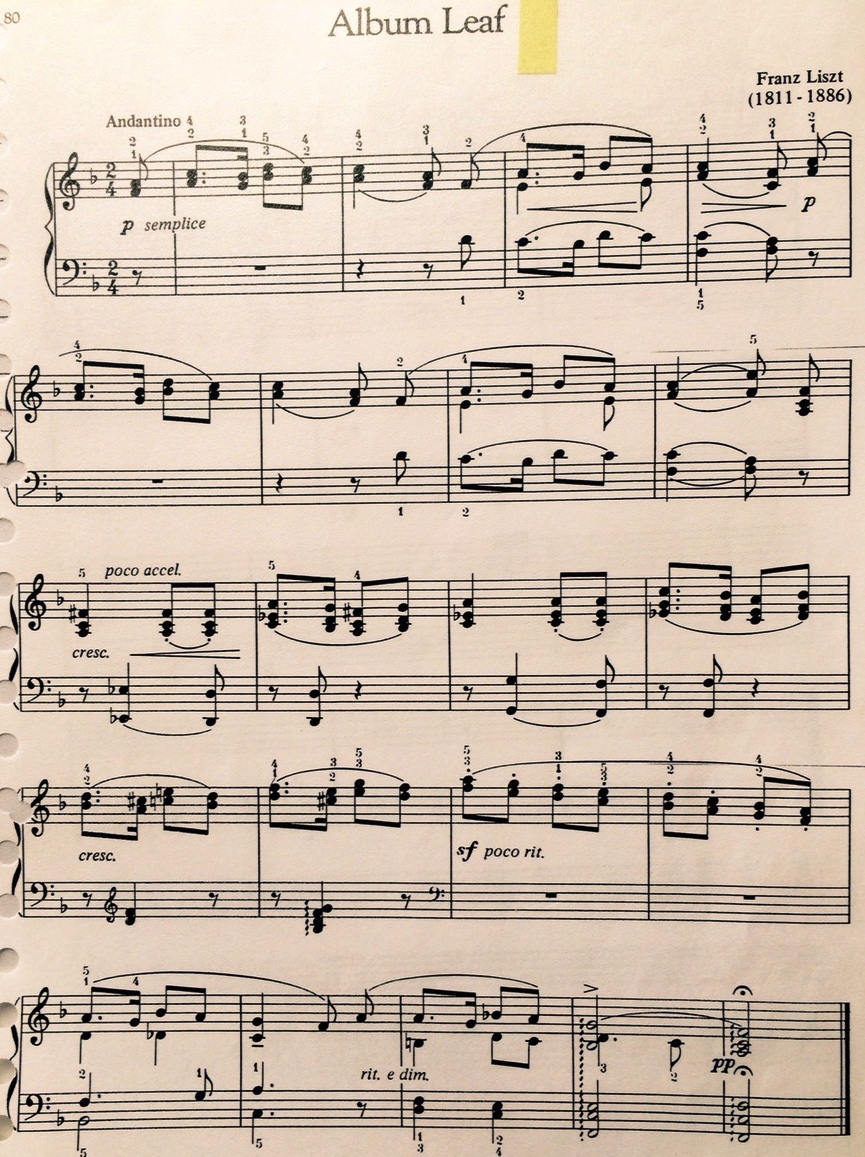 80
Album Leaf
Franz Liszt
(1811 - 1886)
Andantino
p semplice
p
poco accel.
cresc.
cresc.
sf poco rit.
rit. e dim.
pp